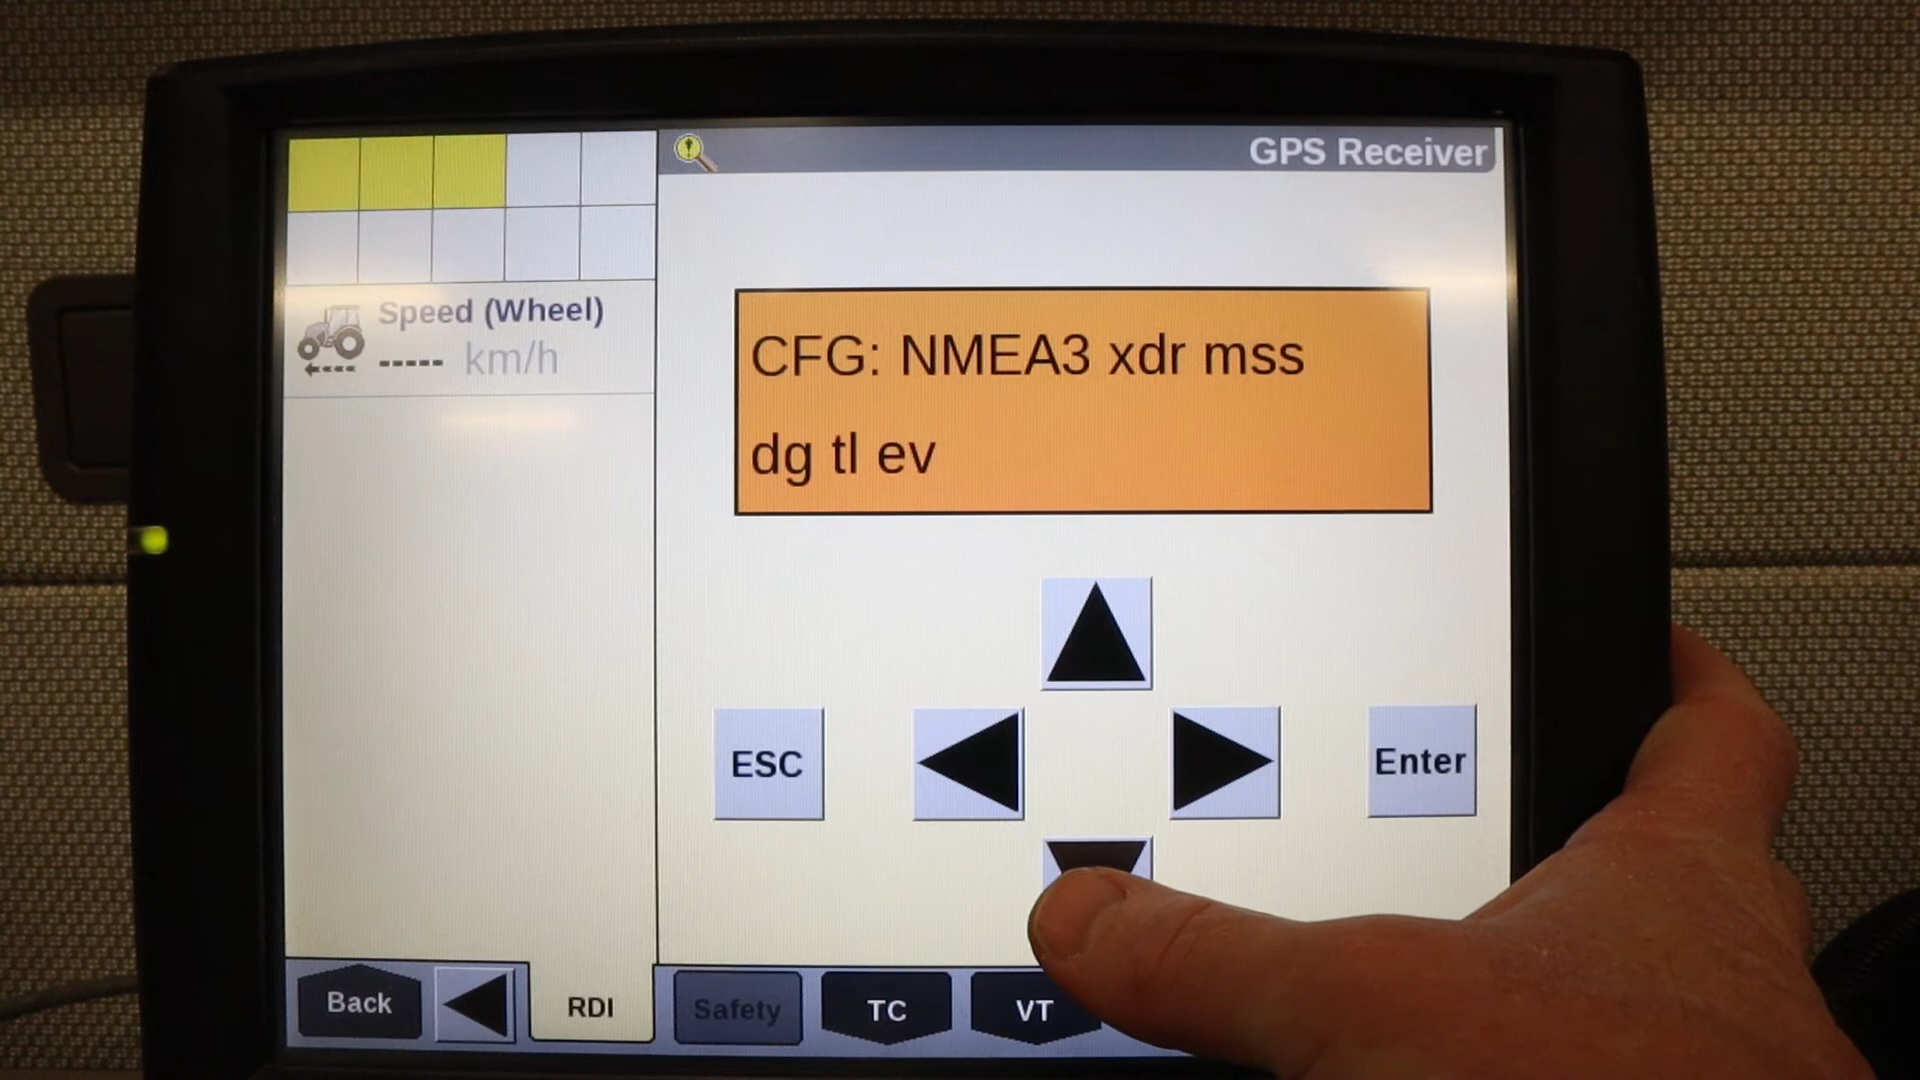 GPS Receiver
Speed (Wheel)
----- km/h
CFG: NMEA3 xdr mss
dg tl ev
ESC
Enter
Back
RDI
Safety
TC
VT